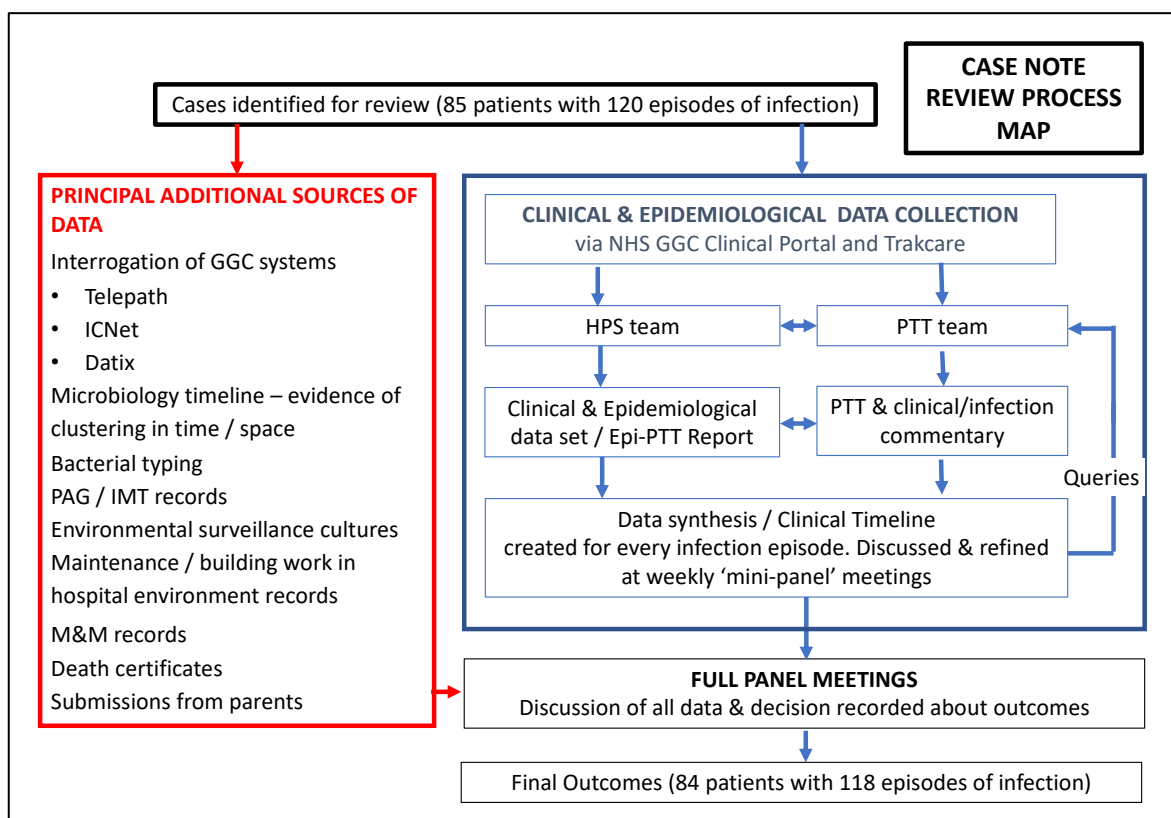 CASE NOTE
REVIEW PROCESS
MAP
Cases identified for review (85 patients with 120 episodes of infection)
PRINCIPAL ADDITIONAL SOURCES OF
DATA
Interrogation of GGC systems
• Telepath
• ICNet
• Datix
Microbiology timeline – evidence of
clustering in time / space
Bacterial typing
PAG / IMT records
Environmental surveillance cultures
Maintenance / building work in
hospital environment records
M&M records
Death certificates
Submissions from parents
CLINICAL & EPIDEMIOLOGICAL DATA COLLECTION
via NHS GGC Clinical Portal and Trakcare
HPS team
PTT team
Clinical & Epidemiological
data set / Epi-PTT Report
PTT & clinical/infection
commentary
Queries
Data synthesis / Clinical Timeline
created for every infection episode. Discussed & refined
at weekly ‘mini-panel’ meetings
FULL PANEL MEETINGS
Discussion of all data & decision recorded about outcomes
Final Outcomes (84 patients with 118 episodes of infection)